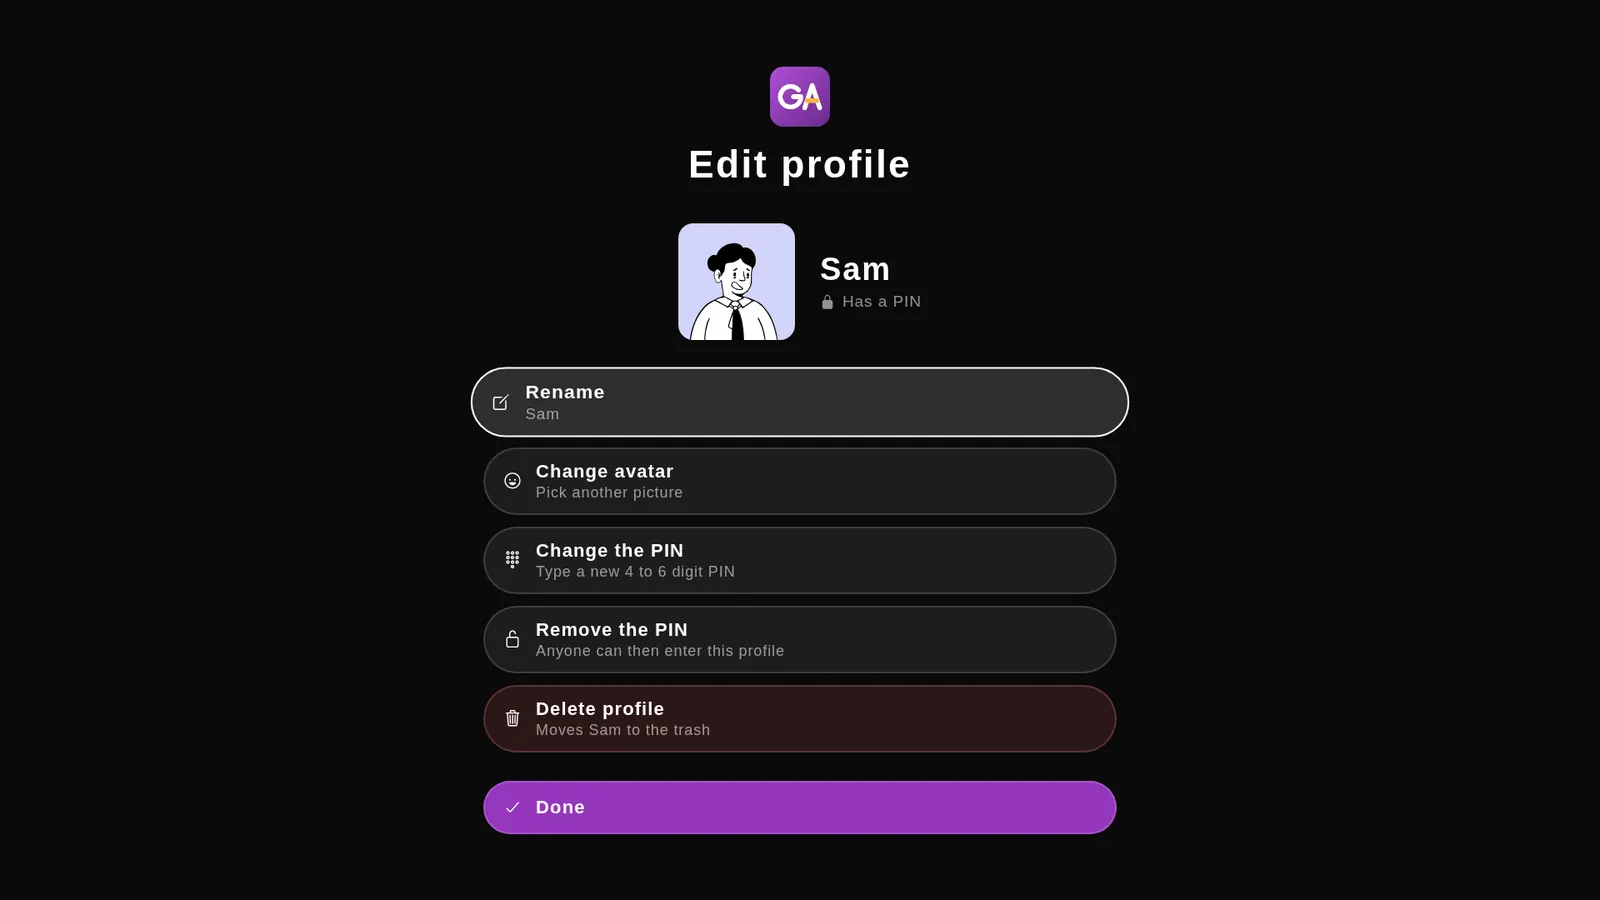 GA
Edit profile
Sam
Has a PIN
Rename
Sam
Change avatar
Pick another picture
Change the PIN
Type a new 4 to 6 digit PIN
Remove the PIN
Anyone can then enter this profile
Delete profile
Moves Sam to the trash
Done